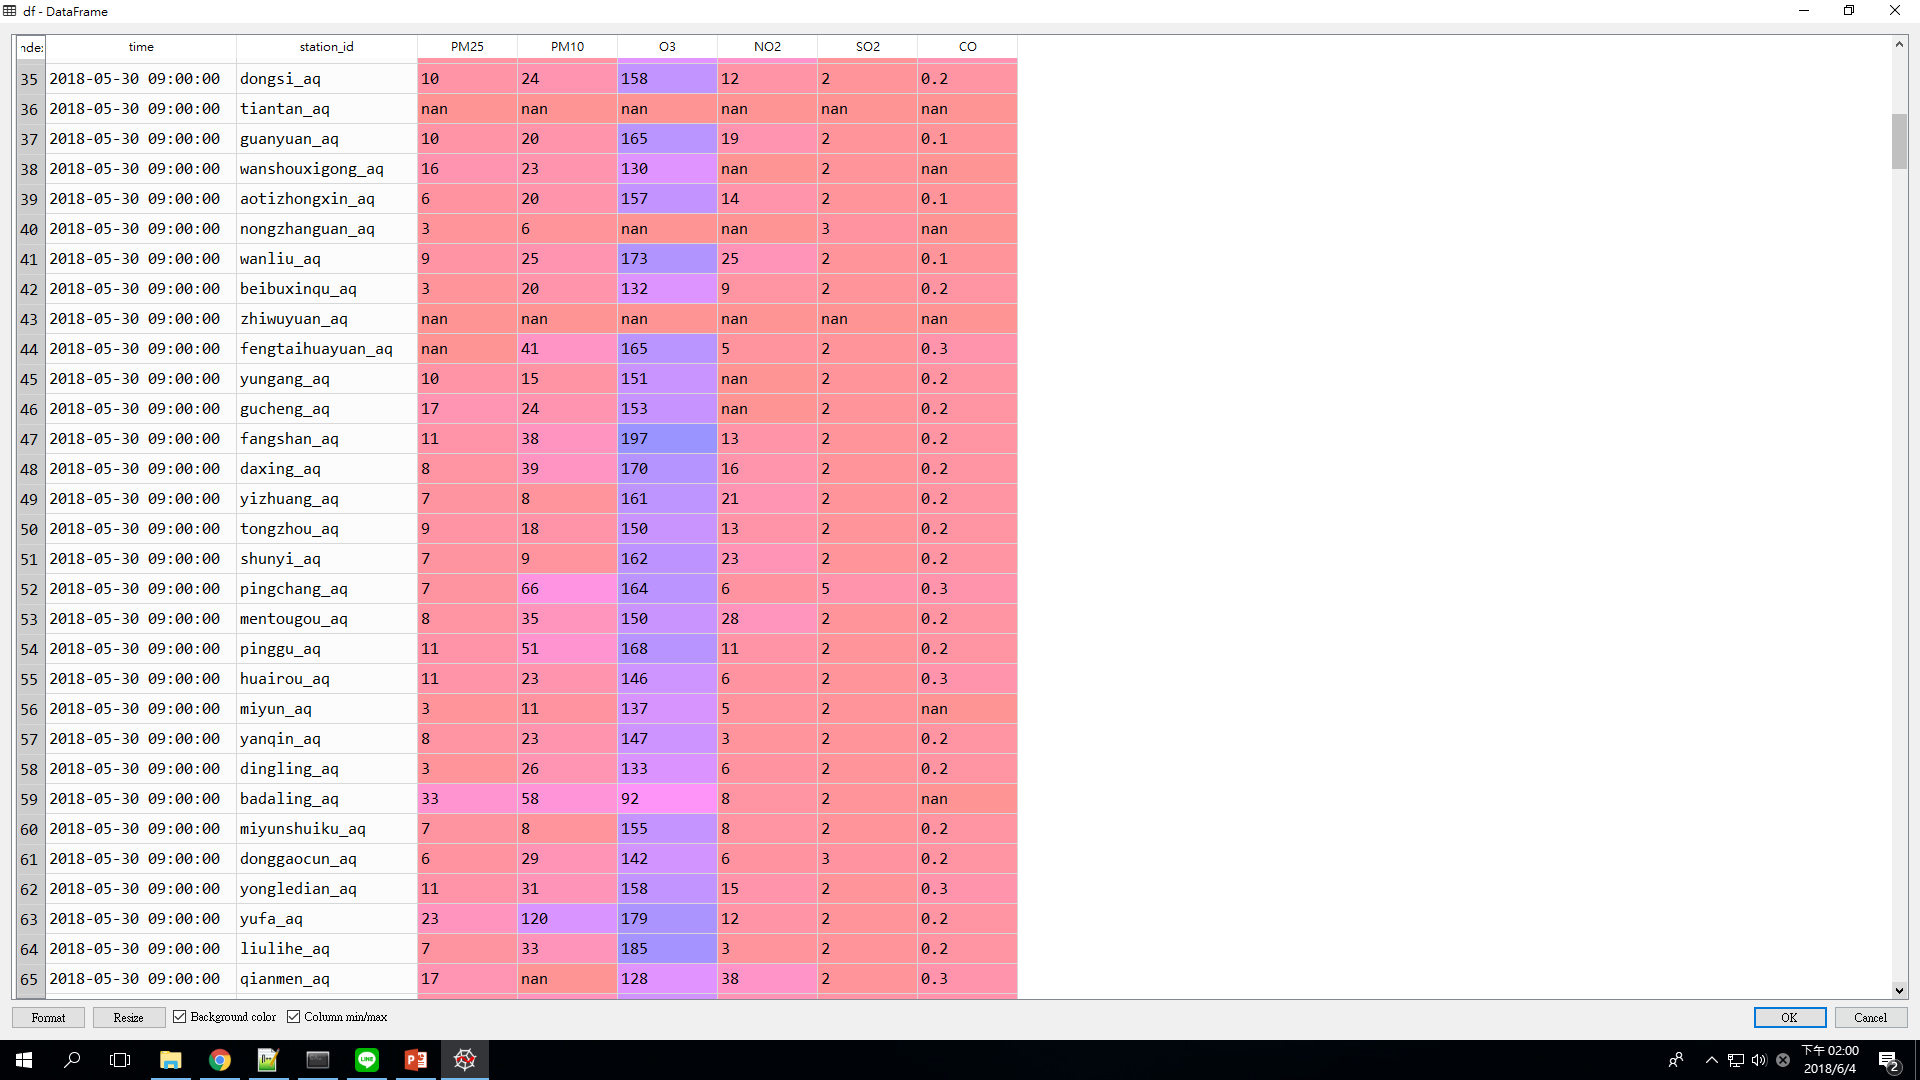 df - DataFrame
nde: time station_id PM25 PM10 O3 NO2 SO2 CO
35 2018-05-30 09:00:00 dongsi_aq 10 24 158 12 2 0.2
36 2018-05-30 09:00:00 tiantan_aq nan nan nan nan nan nan
37 2018-05-30 09:00:00 guanyuan_aq 10 20 165 19 2 0.1
38 2018-05-30 09:00:00 wanshouxigong_aq 16 23 130 nan 2 nan
39 2018-05-30 09:00:00 aotizhongxin_aq 6 20 157 14 2 0.1
40 2018-05-30 09:00:00 nongzhanguan_aq 3 6 nan nan 3 nan
41 2018-05-30 09:00:00 wanliu_aq 9 25 173 25 2 0.1
42 2018-05-30 09:00:00 beibuxinqu_aq 3 20 132 9 2 0.2
43 2018-05-30 09:00:00 zhiwuyuan_aq nan nan nan nan nan nan
44 2018-05-30 09:00:00 fengtaihuayuan_aq nan 41 165 5 2 0.3
45 2018-05-30 09:00:00 yungang_aq 10 15 151 nan 2 0.2
46 2018-05-30 09:00:00 gucheng_aq 17 24 153 nan 2 0.2
47 2018-05-30 09:00:00 fangshan_aq 11 38 197 13 2 0.2
48 2018-05-30 09:00:00 daxing_aq 8 39 170 16 2 0.2
49 2018-05-30 09:00:00 yizhuang_aq 7 8 161 21 2 0.2
50 2018-05-30 09:00:00 tongzhou_aq 9 18 150 13 2 0.2
51 2018-05-30 09:00:00 shunyi_aq 7 9 162 23 2 0.2
52 2018-05-30 09:00:00 pingchang_aq 7 66 164 6 5 0.3
53 2018-05-30 09:00:00 mentougou_aq 8 35 150 28 2 0.2
54 2018-05-30 09:00:00 pinggu_aq 11 51 168 11 2 0.2
55 2018-05-30 09:00:00 huairou_aq 11 23 146 6 2 0.3
56 2018-05-30 09:00:00 miyun_aq 3 11 137 5 2 nan
57 2018-05-30 09:00:00 yanqin_aq 8 23 147 3 2 0.2
58 2018-05-30 09:00:00 dingling_aq 3 26 133 6 2 0.2
59 2018-05-30 09:00:00 badaling_aq 33 58 92 8 2 nan
60 2018-05-30 09:00:00 miyunshuiku_aq 7 8 155 8 2 0.2
61 2018-05-30 09:00:00 donggaocun_aq 6 29 142 6 3 0.2
62 2018-05-30 09:00:00 yongledian_aq 11 31 158 15 2 0.3
63 2018-05-30 09:00:00 yufa_aq 23 120 179 12 2 0.2
64 2018-05-30 09:00:00 liulihe_aq 7 33 185 3 2 0.2
65 2018-05-30 09:00:00 qianmen_aq 17 nan 128 38 2 0.3
Format Resize Background color Column min/max OK Cancel
下午 02:00
2018/6/4
2